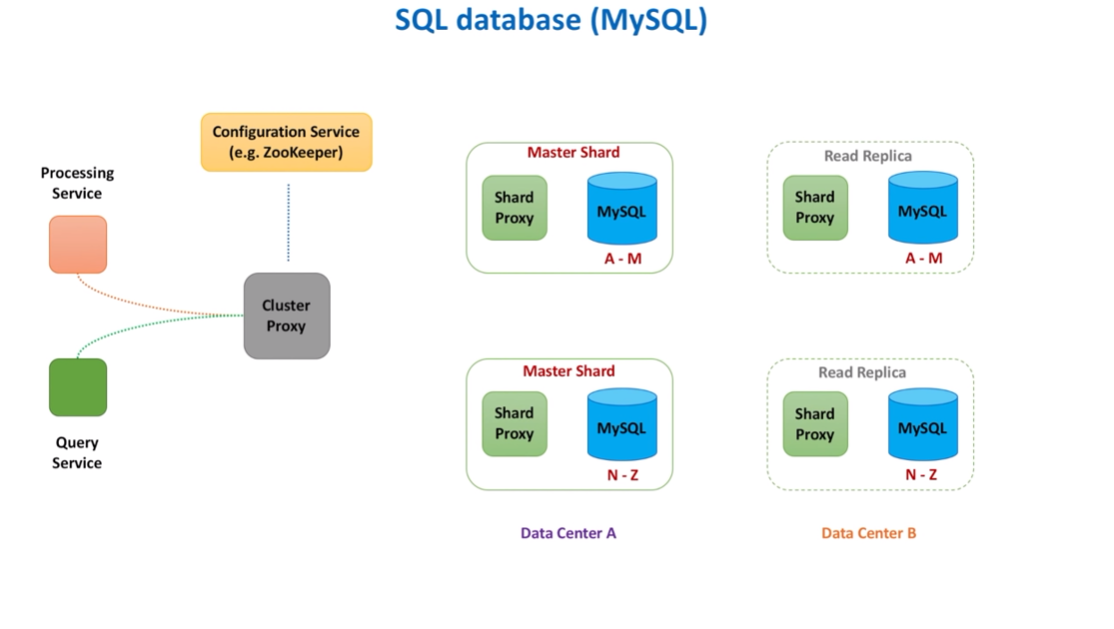 SQL database (MySQL)
Configuration Service
(e.g. ZooKeeper)
Processing
Service
Cluster
Proxy
Query
Service
Master Shard
Shard
Proxy
MySQL
A - M
Read Replica
Shard
Proxy
MySQL
A - M
Master Shard
Shard
Proxy
MySQL
N - Z
Read Replica
Shard
Proxy
MySQL
N - Z
Data Center A
Data Center B